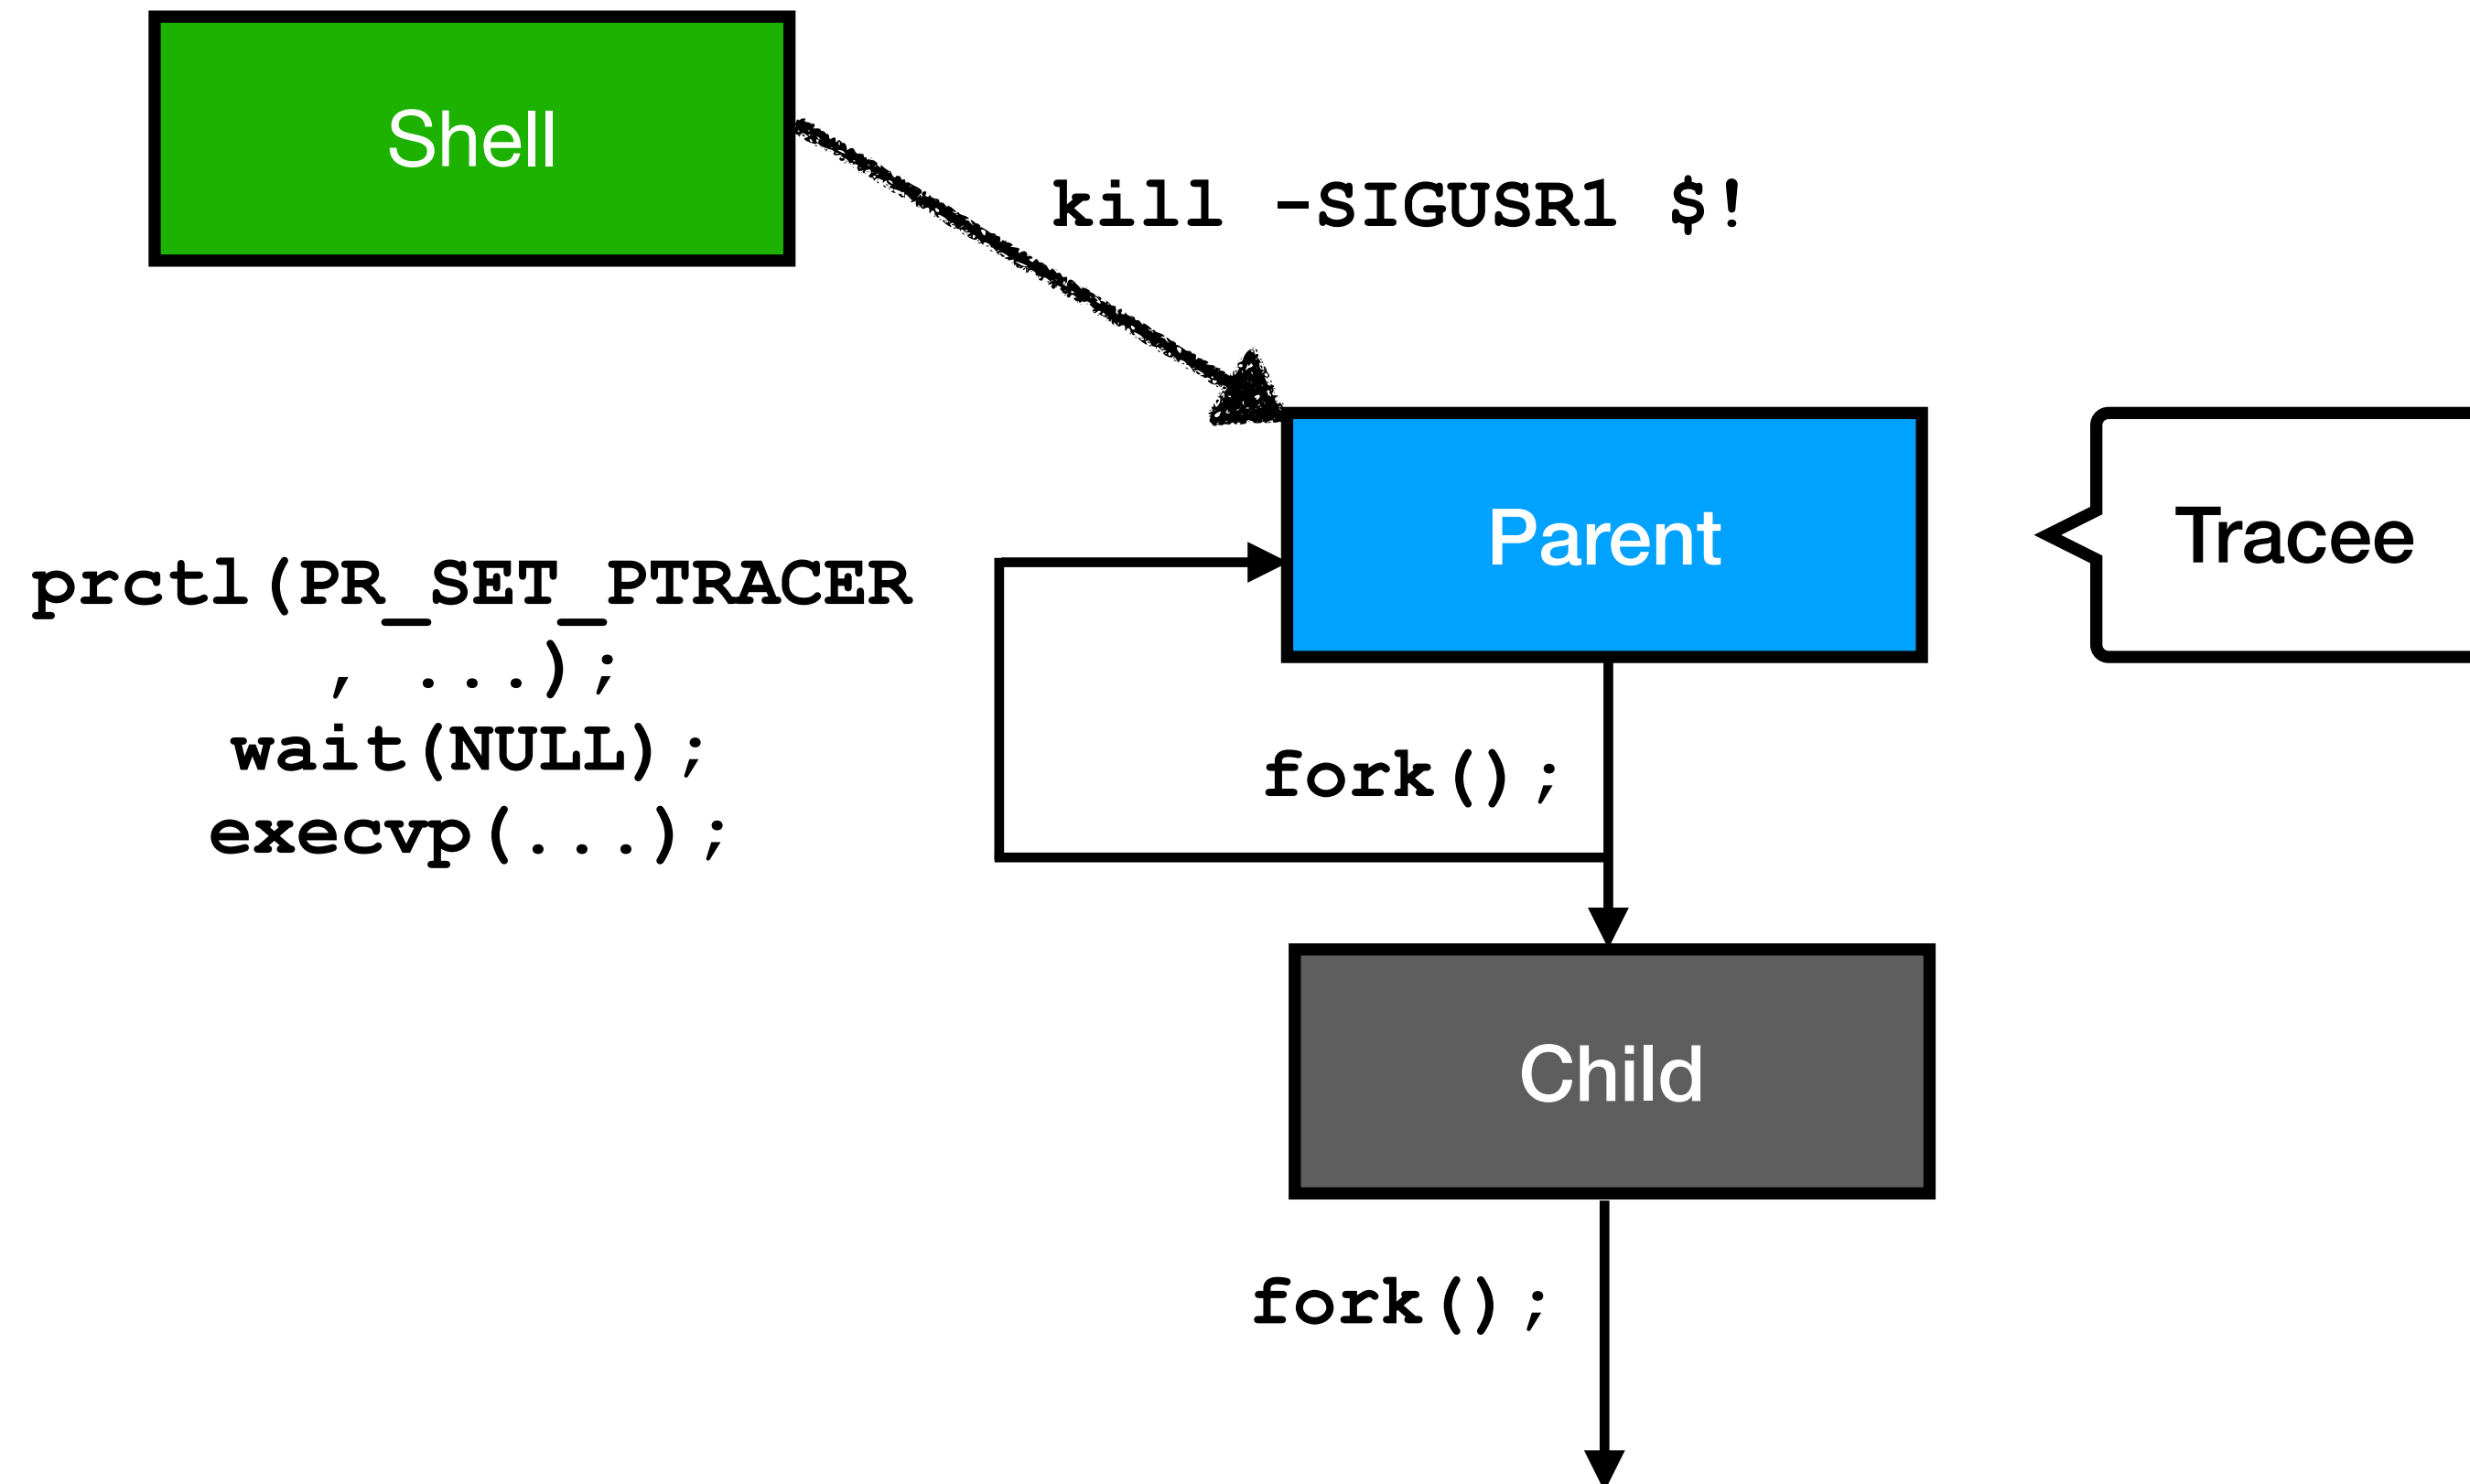 Shell
kill -SIGUSR1 $!
Parent
Tracee
prctl(PR_SET_PTRACER
, ...);
wait(NULL);
execvp(...);
fork();
Child
fork();